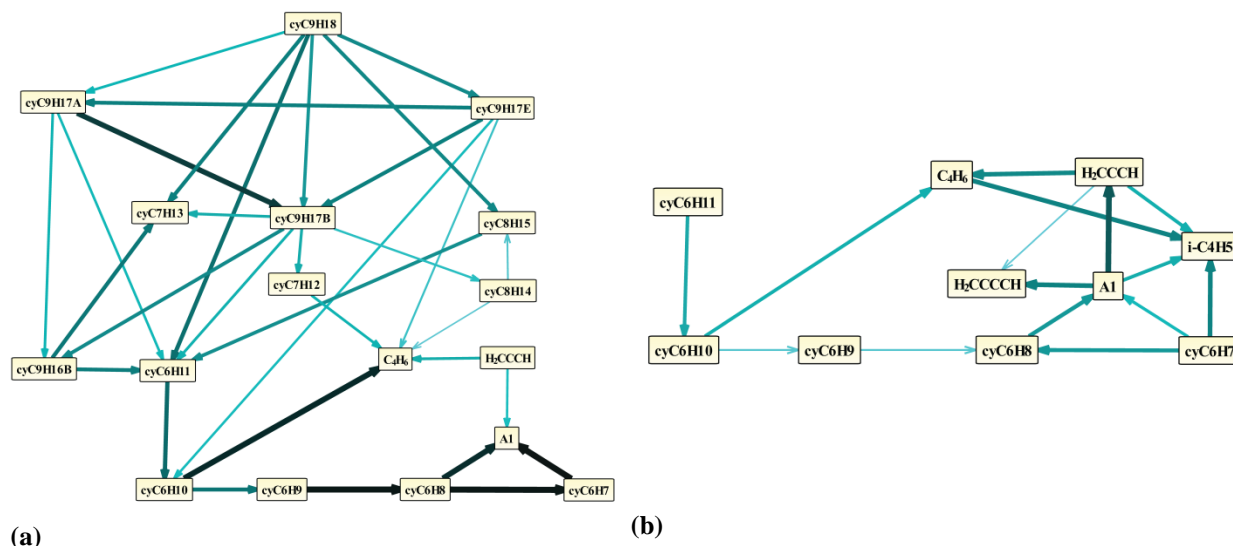 cyC9H18
cyC9H17A
cyC9H17E
cyC7H13
cyC9H17B
cyC8H15
cyC7H12
cyC8H14
cyC9H16B
cyC6H11
C₄H₆
H₂CCCH
A1
cyC6H10
cyC6H9
cyC6H8
cyC6H7
(a)
C₄H₆
H₂CCCH
cyC6H11
i-C4H5
H₂CCCCH
A1
cyC6H10
cyC6H9
cyC6H8
cyC6H7
(b)